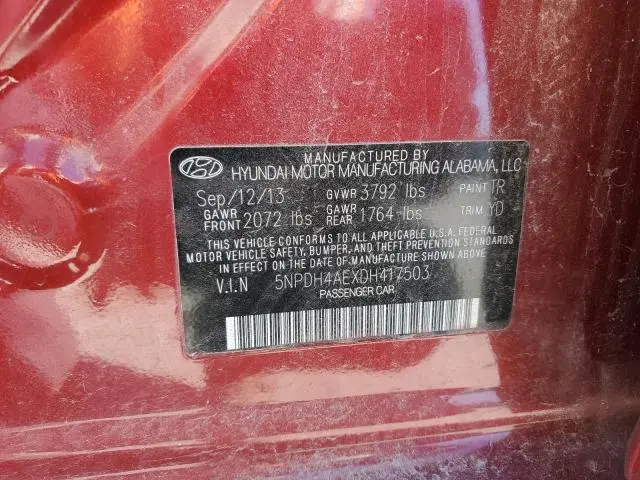 MANUFACTURED BY
HYUNDAI MOTOR MANUFACTURING ALABAMA, LLC
Sep/12/13 GVWR 3792 lbs PAINT TR
GAWR FRONT 2072 lbs GAWR REAR 1764 lbs TRIM YD
THIS VEHICLE CONFORMS TO ALL APPLICABLE U.S.A. FEDERAL
MOTOR VEHICLE SAFETY, BUMPER, AND THEFT PREVENTION STANDARDS
IN EFFECT ON THE DATE OF MANUFACTURE SHOWN ABOVE.
V.I.N 5NPDH4AEXDH417503
PASSENGER CAR